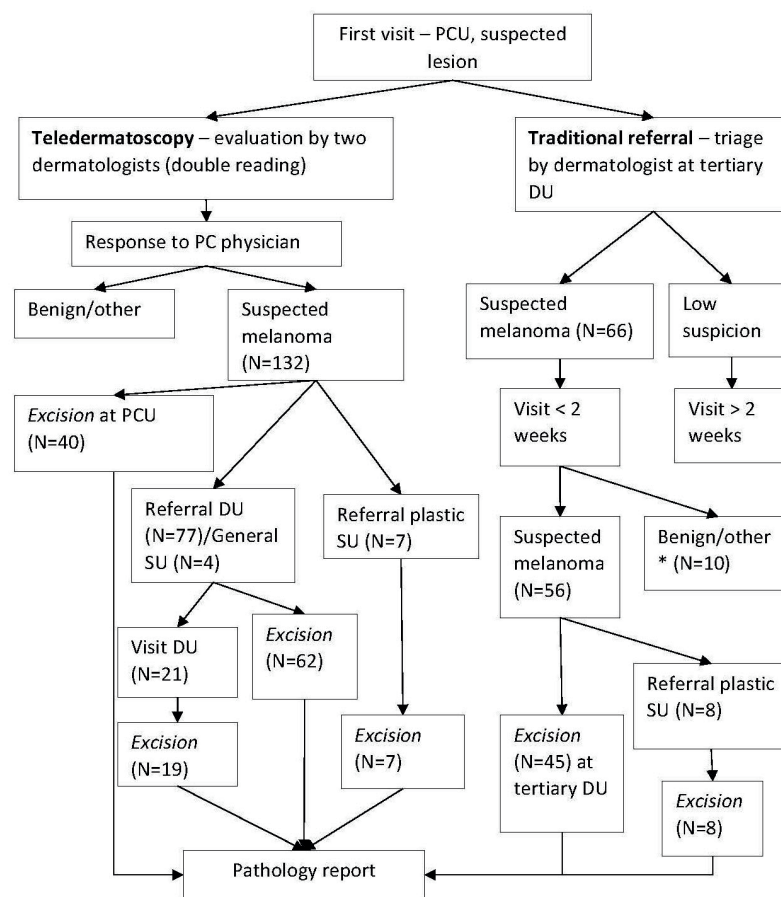 First visit – PCU, suspected
lesion
Teledermatoscopy – evaluation by two
dermatologists (double reading)
Traditional referral – triage
by dermatologist at tertiary
DU
Response to PC physician
Benign/other
Suspected
melanoma
(N=132)
Suspected
melanoma (N=66)
Low
suspicion
Excision at PCU
(N=40)
Visit < 2
weeks
Visit > 2
weeks
Referral DU
(N=77)/General
SU (N=4)
Referral plastic
SU (N=7)
Suspected
melanoma
(N=56)
Benign/other
* (N=10)
Visit DU
(N=21)
Excision
(N=62)
Referral plastic
SU (N=8)
Excision
(N=19)
Excision
(N=7)
Excision
(N=45) at
tertiary DU
Excision
(N=8)
Pathology report